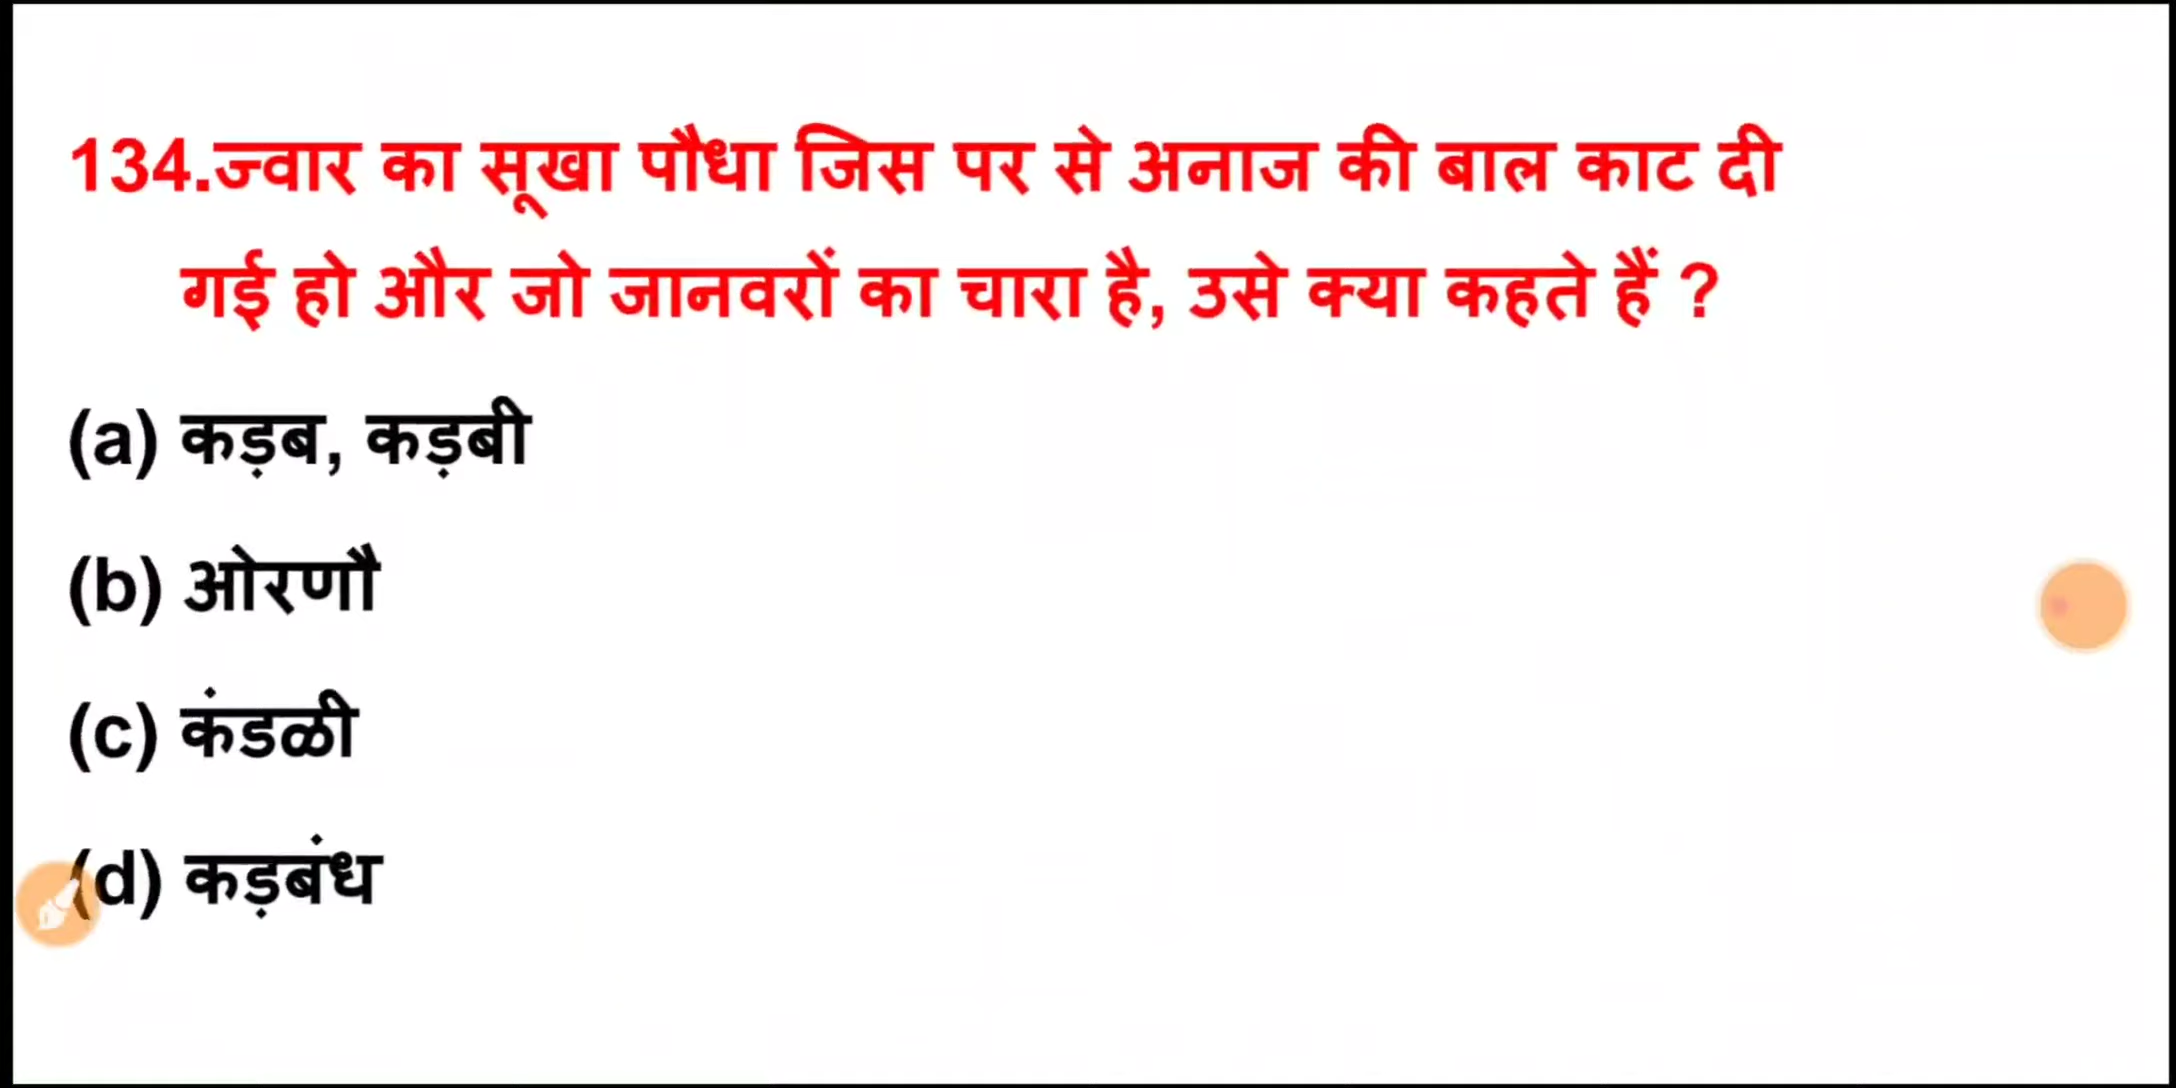 134.ज्वार का सूखा पौधा जिस पर से अनाज की बाल काट दी
गई हो और जो जानवरों का चारा है, उसे क्या कहते हैं ?
(a) कड़ब, कड़बी
(b) ओरणौ
(c) कंडळी
(d) कड़बंध